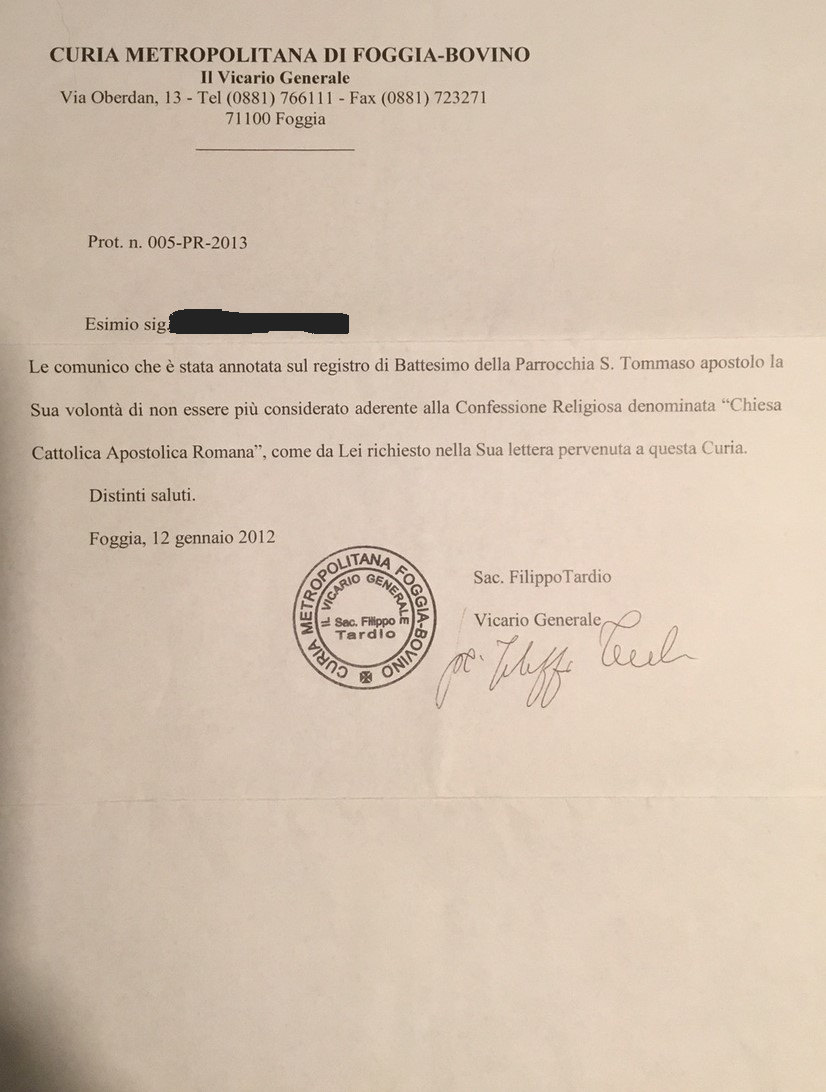 CURIA METROPOLITANA DI FOGGIA-BOVINO
Il Vicario Generale
Via Oberdan, 13 - Tel (0881) 766111 - Fax (0881) 723271
71100 Foggia
Prot. n. 005-PR-2013
Esimio sig.
Le comunico che è stata annotata sul registro di Battesimo della Parrocchia S. Tommaso apostolo la
Sua volontà di non essere più considerato aderente alla Confessione Religiosa denominata “Chiesa
Cattolica Apostolica Romana”, come da Lei richiesto nella Sua lettera pervenuta a questa Curia.
Distinti saluti.
Foggia, 12 gennaio 2012
CURIA METROPOLITANA FOGGIA-BOVINO
IL VICARIO GENERALE
Sac. Filippo
Tardio
Sac. FilippoTardio
Vicario Generale